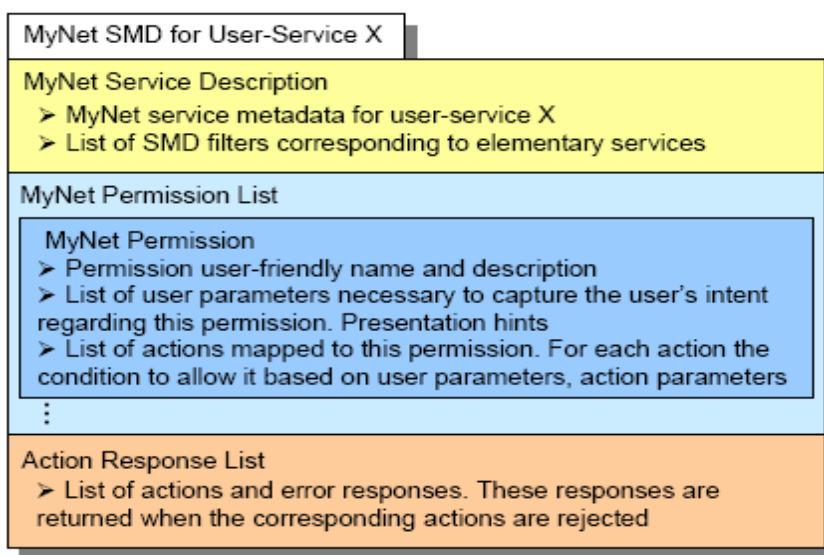 MyNet SMD for User-Service X
MyNet Service Description
➢ MyNet service metadata for user-service X
➢ List of SMD filters corresponding to elementary services
MyNet Permission List
MyNet Permission
➢ Permission user-friendly name and description
➢ List of user parameters necessary to capture the user's intent
regarding this permission. Presentation hints
➢ List of actions mapped to this permission. For each action the
condition to allow it based on user parameters, action parameters
⋮
Action Response List
➢ List of actions and error responses. These responses are
returned when the corresponding actions are rejected